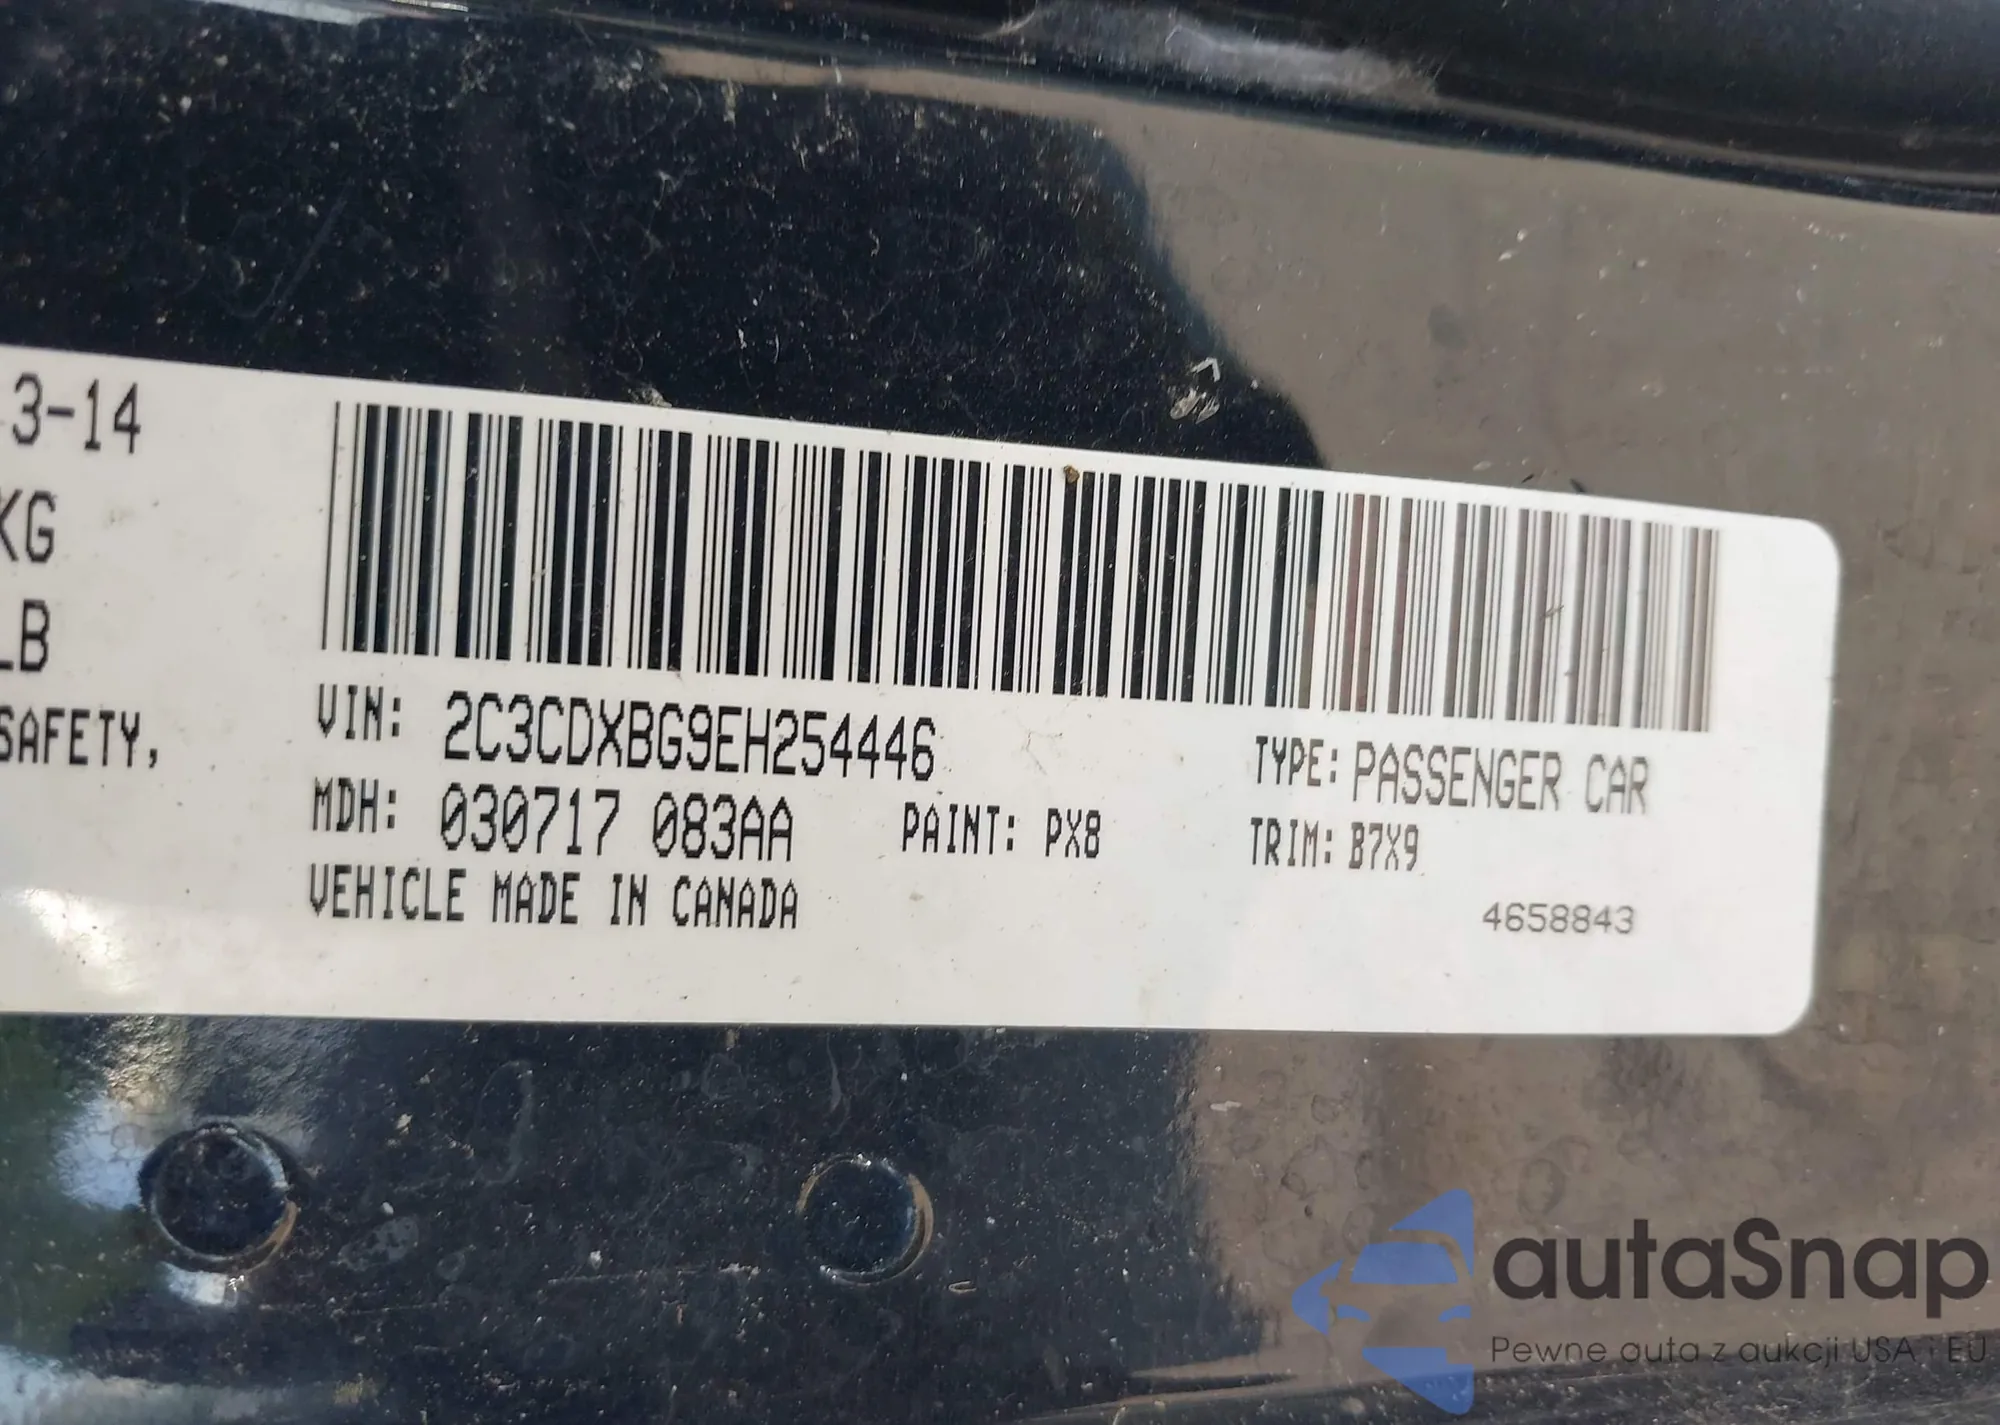 3-14
KG
LB
SAFETY,
VIN: 2C3CDXBG9EH254446
TYPE: PASSENGER CAR
MDH: 030717 083AA
PAINT: PX8
TRIM: B7X9
VEHICLE MADE IN CANADA
4658843
autaSnap
Pewne auta z aukcji USA i EU